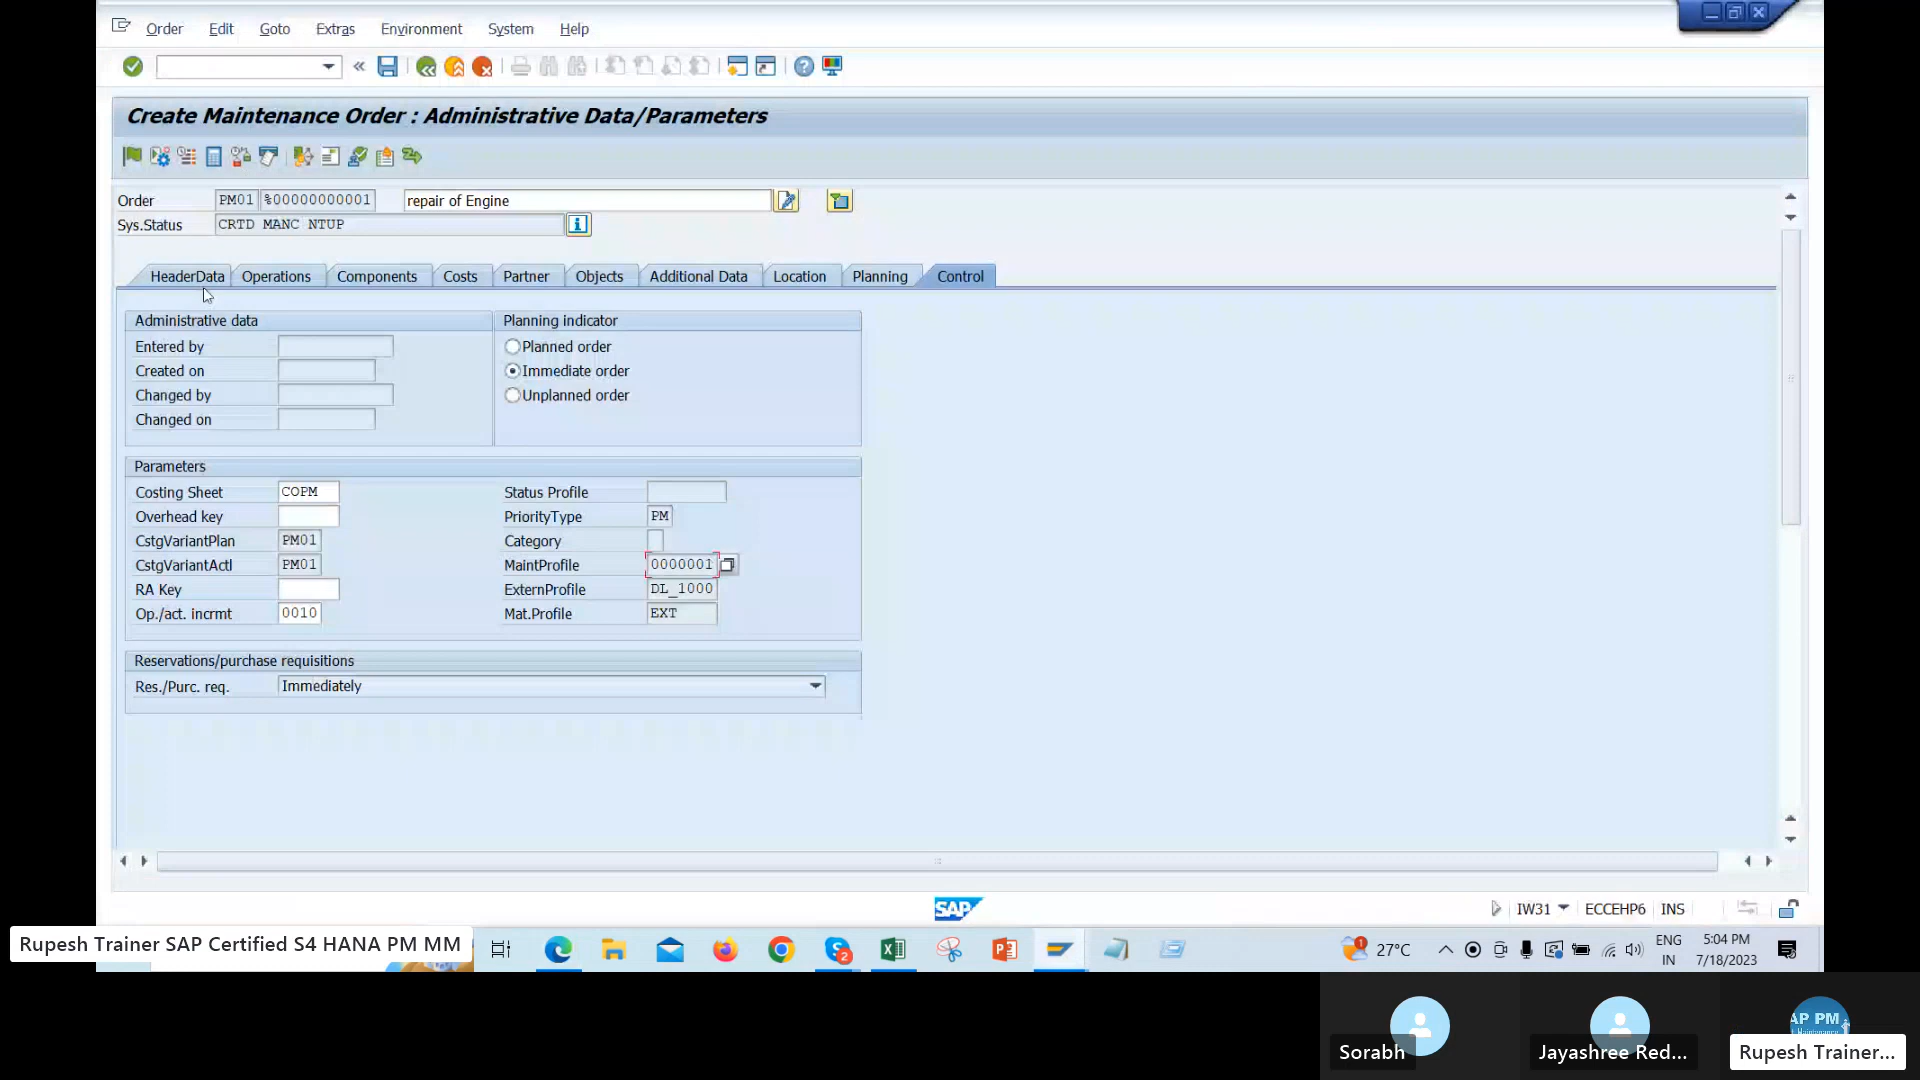 Order Edit Goto Extras Environment System Help
Create Maintenance Order : Administrative Data/Parameters
Order PM01 %00000000001 repair of Engine
Sys.Status CRTD MANC NTUP
HeaderData Operations Components Costs Partner Objects Additional Data Location Planning Control
Administrative data Planning indicator
Entered by Planned order
Created on Immediate order
Changed by Unplanned order
Changed on
Parameters
Costing Sheet COPM Status Profile
Overhead key PriorityType PM
CstgVariantPlan PM01 Category
CstgVariantActl PM01 MaintProfile 0000001
RA Key ExternProfile DL_1000
Op./act. incrmt 0010 Mat.Profile EXT
Reservations/purchase requisitions
Res./Purc. req. Immediately
SAP IW31 ECCEHP6 INS
Rupesh Trainer SAP Certified S4 HANA PM MM
2
1 27°C
ENG IN
5:04 PM
7/18/2023
AP PM
Sorabh Jayashree Red... Rupesh Trainer...